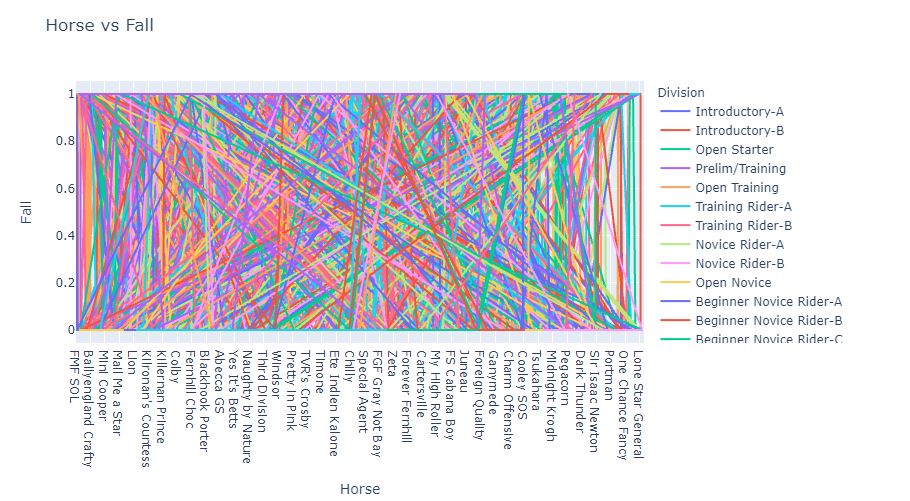 Horse vs Fall
Division
Introductory-A
Introductory-B
Open Starter
Prelim/Training
Open Training
Training Rider-A
Training Rider-B
Novice Rider-A
Novice Rider-B
Open Novice
Beginner Novice Rider-A
Beginner Novice Rider-B
Beginner Novice Rider-C
Fall
1
0.8
0.6
0.4
0.2
0
FMF SOL
Ballyengland Crafty
Mini Cooper
Mall Me a Star
Lion
Kilronan's Countess
Killernan Prince
Colby
Fernhill Choc
Blackhook Porter
Abecca GS
Yes It's Betts
Naughty by Nature
Third Division
Windsor
Pretty In Pink
TVR's Crosby
Timone
Ete Indien Kalone
Chilly
Special Agent
FGF Gray Not Bay
Zeta
Forever Fernhill
Cartersville
My High Roller
FS Cabana Boy
Juneau
Foreign Quality
Ganymede
Charm Offensive
Cooley SOS
Tsukahara
Midnight Krogh
Pegacorn
Dark Thunder
Sir Isaac Newton
Portman
One Chance Fancy
Lone Star General
Horse